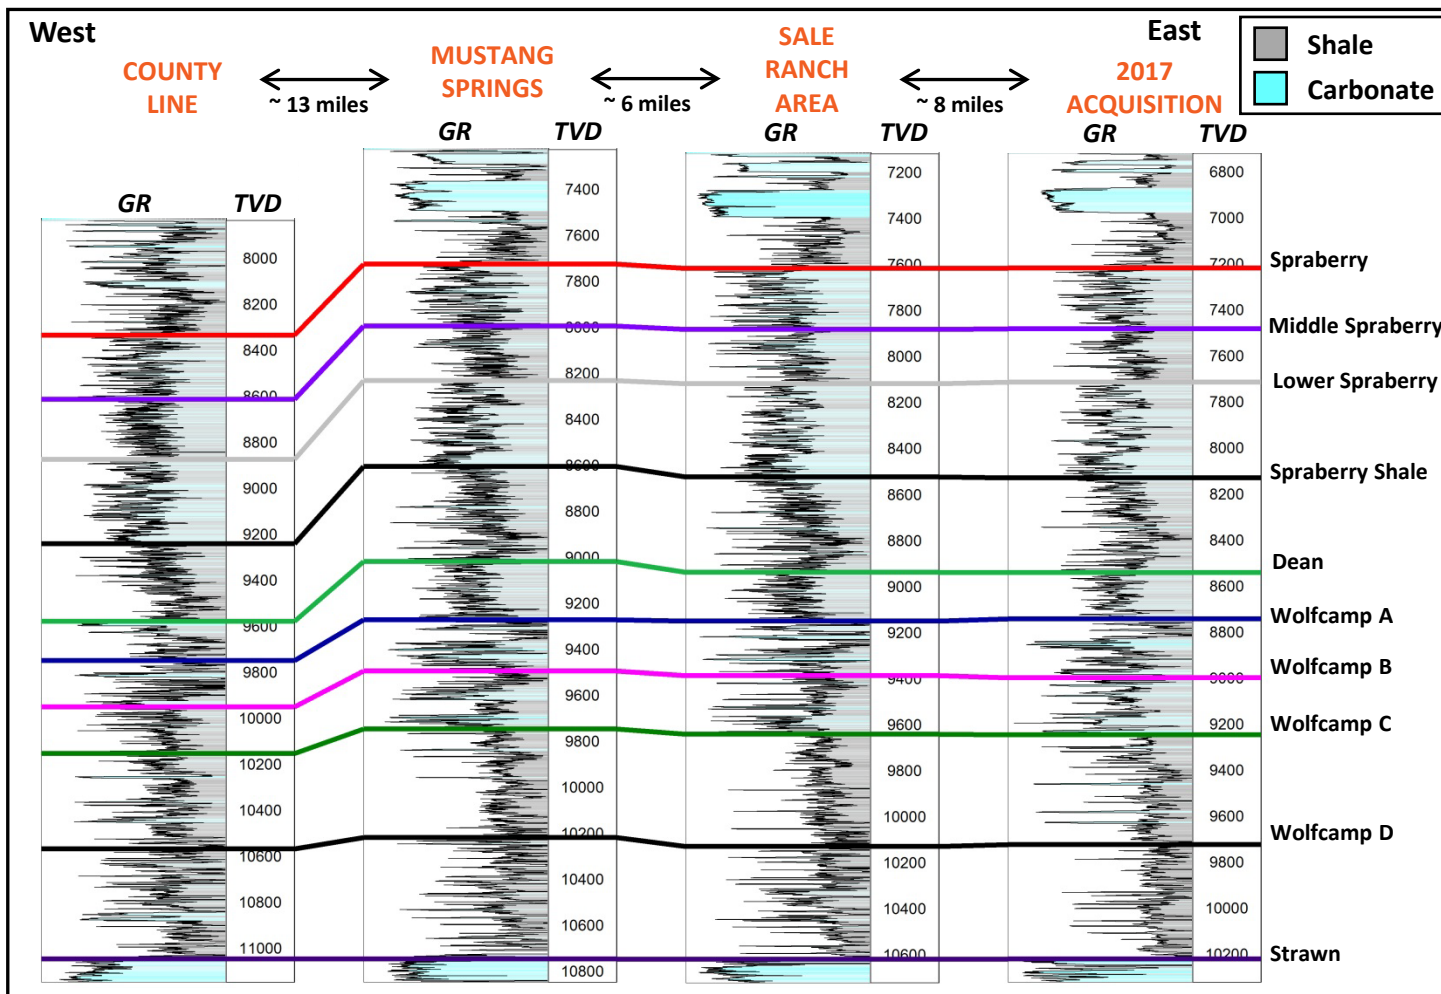 West
East
COUNTY
LINE
MUSTANG
SPRINGS
SALE
RANCH
AREA
2017
ACQUISITION
~ 13 miles
~ 6 miles
~ 8 miles
Shale
Carbonate
GR TVD
8000
8200
8400
8600
8800
9000
9200
9400
9600
9800
10000
10200
10400
10600
10800
11000
GR TVD
7400
7600
7800
8000
8200
8400
8600
8800
9000
9200
9400
9600
9800
10000
10200
10400
10600
10800
GR TVD
7200
7400
7600
7800
8000
8200
8400
8600
8800
9000
9200
9400
9600
9800
10000
10200
10400
10600
GR TVD
6800
7000
7200
7400
7600
7800
8000
8200
8400
8600
8800
9000
9200
9400
9600
9800
10000
10200
Spraberry
Middle Spraberry
Lower Spraberry
Spraberry Shale
Dean
Wolfcamp A
Wolfcamp B
Wolfcamp C
Wolfcamp D
Strawn